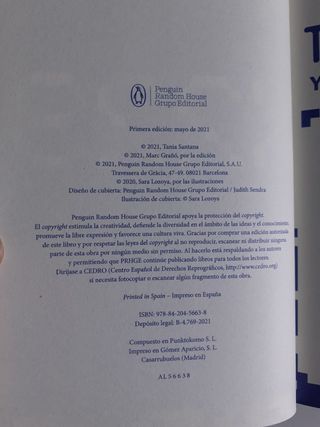 Penguin
Random House
Grupo Editorial
Primera edición: mayo de 2021
© 2021, Tania Santana
© 2021, Marc Grañó, por la edición
© 2021, Penguin Random House Grupo Editorial, S.A.U.
Travessera de Gràcia, 47-49. 08021 Barcelona
© 2020, Sara Lozoya, por las ilustraciones
Diseño de cubierta: Penguin Random House Grupo Editorial / Judith Sendra
Ilustración de cubierta: © Sara Lozoya
Penguin Random House Grupo Editorial apoya la protección del copyright.
El copyright estimula la creatividad, defiende la diversidad en el ámbito de las ideas y el conocimiento,
promueve la libre expresión y favorece una cultura viva. Gracias por comprar una edición autorizada
de este libro y por respetar las leyes del copyright al no reproducir, escanear ni distribuir ninguna
parte de esta obra por ningún medio sin permiso. Al hacerlo está respaldando a los autores
y permitiendo que PRHGE continúe publicando libros para todos los lectores.
Diríjase a CEDRO (Centro Español de Derechos Reprográficos, http://www.cedro.org)
si necesita fotocopiar o escanear algún fragmento de esta obra.
Printed in Spain – Impreso en España
ISBN: 978-84-204-5663-8
Depósito legal: B-4.769-2021
Compuesto en Punktokomo S. L.
Impreso en Gómez Aparicio, S. L.
Casarrubuelos (Madrid)
AL 5 6 6 3 8
T
Y